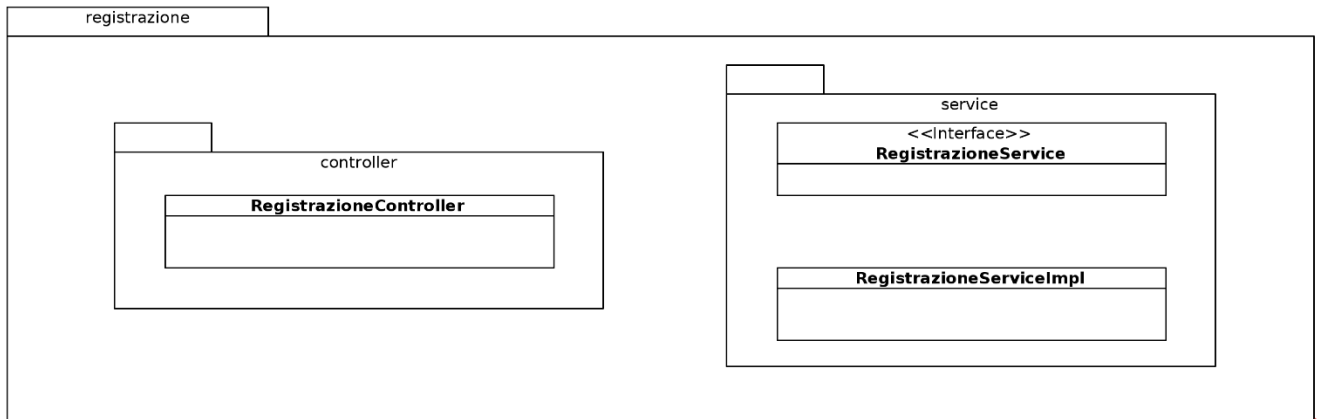 registrazione
controller
RegistrazioneController
service
<<Interface>>
RegistrazioneService
RegistrazioneServiceImpl